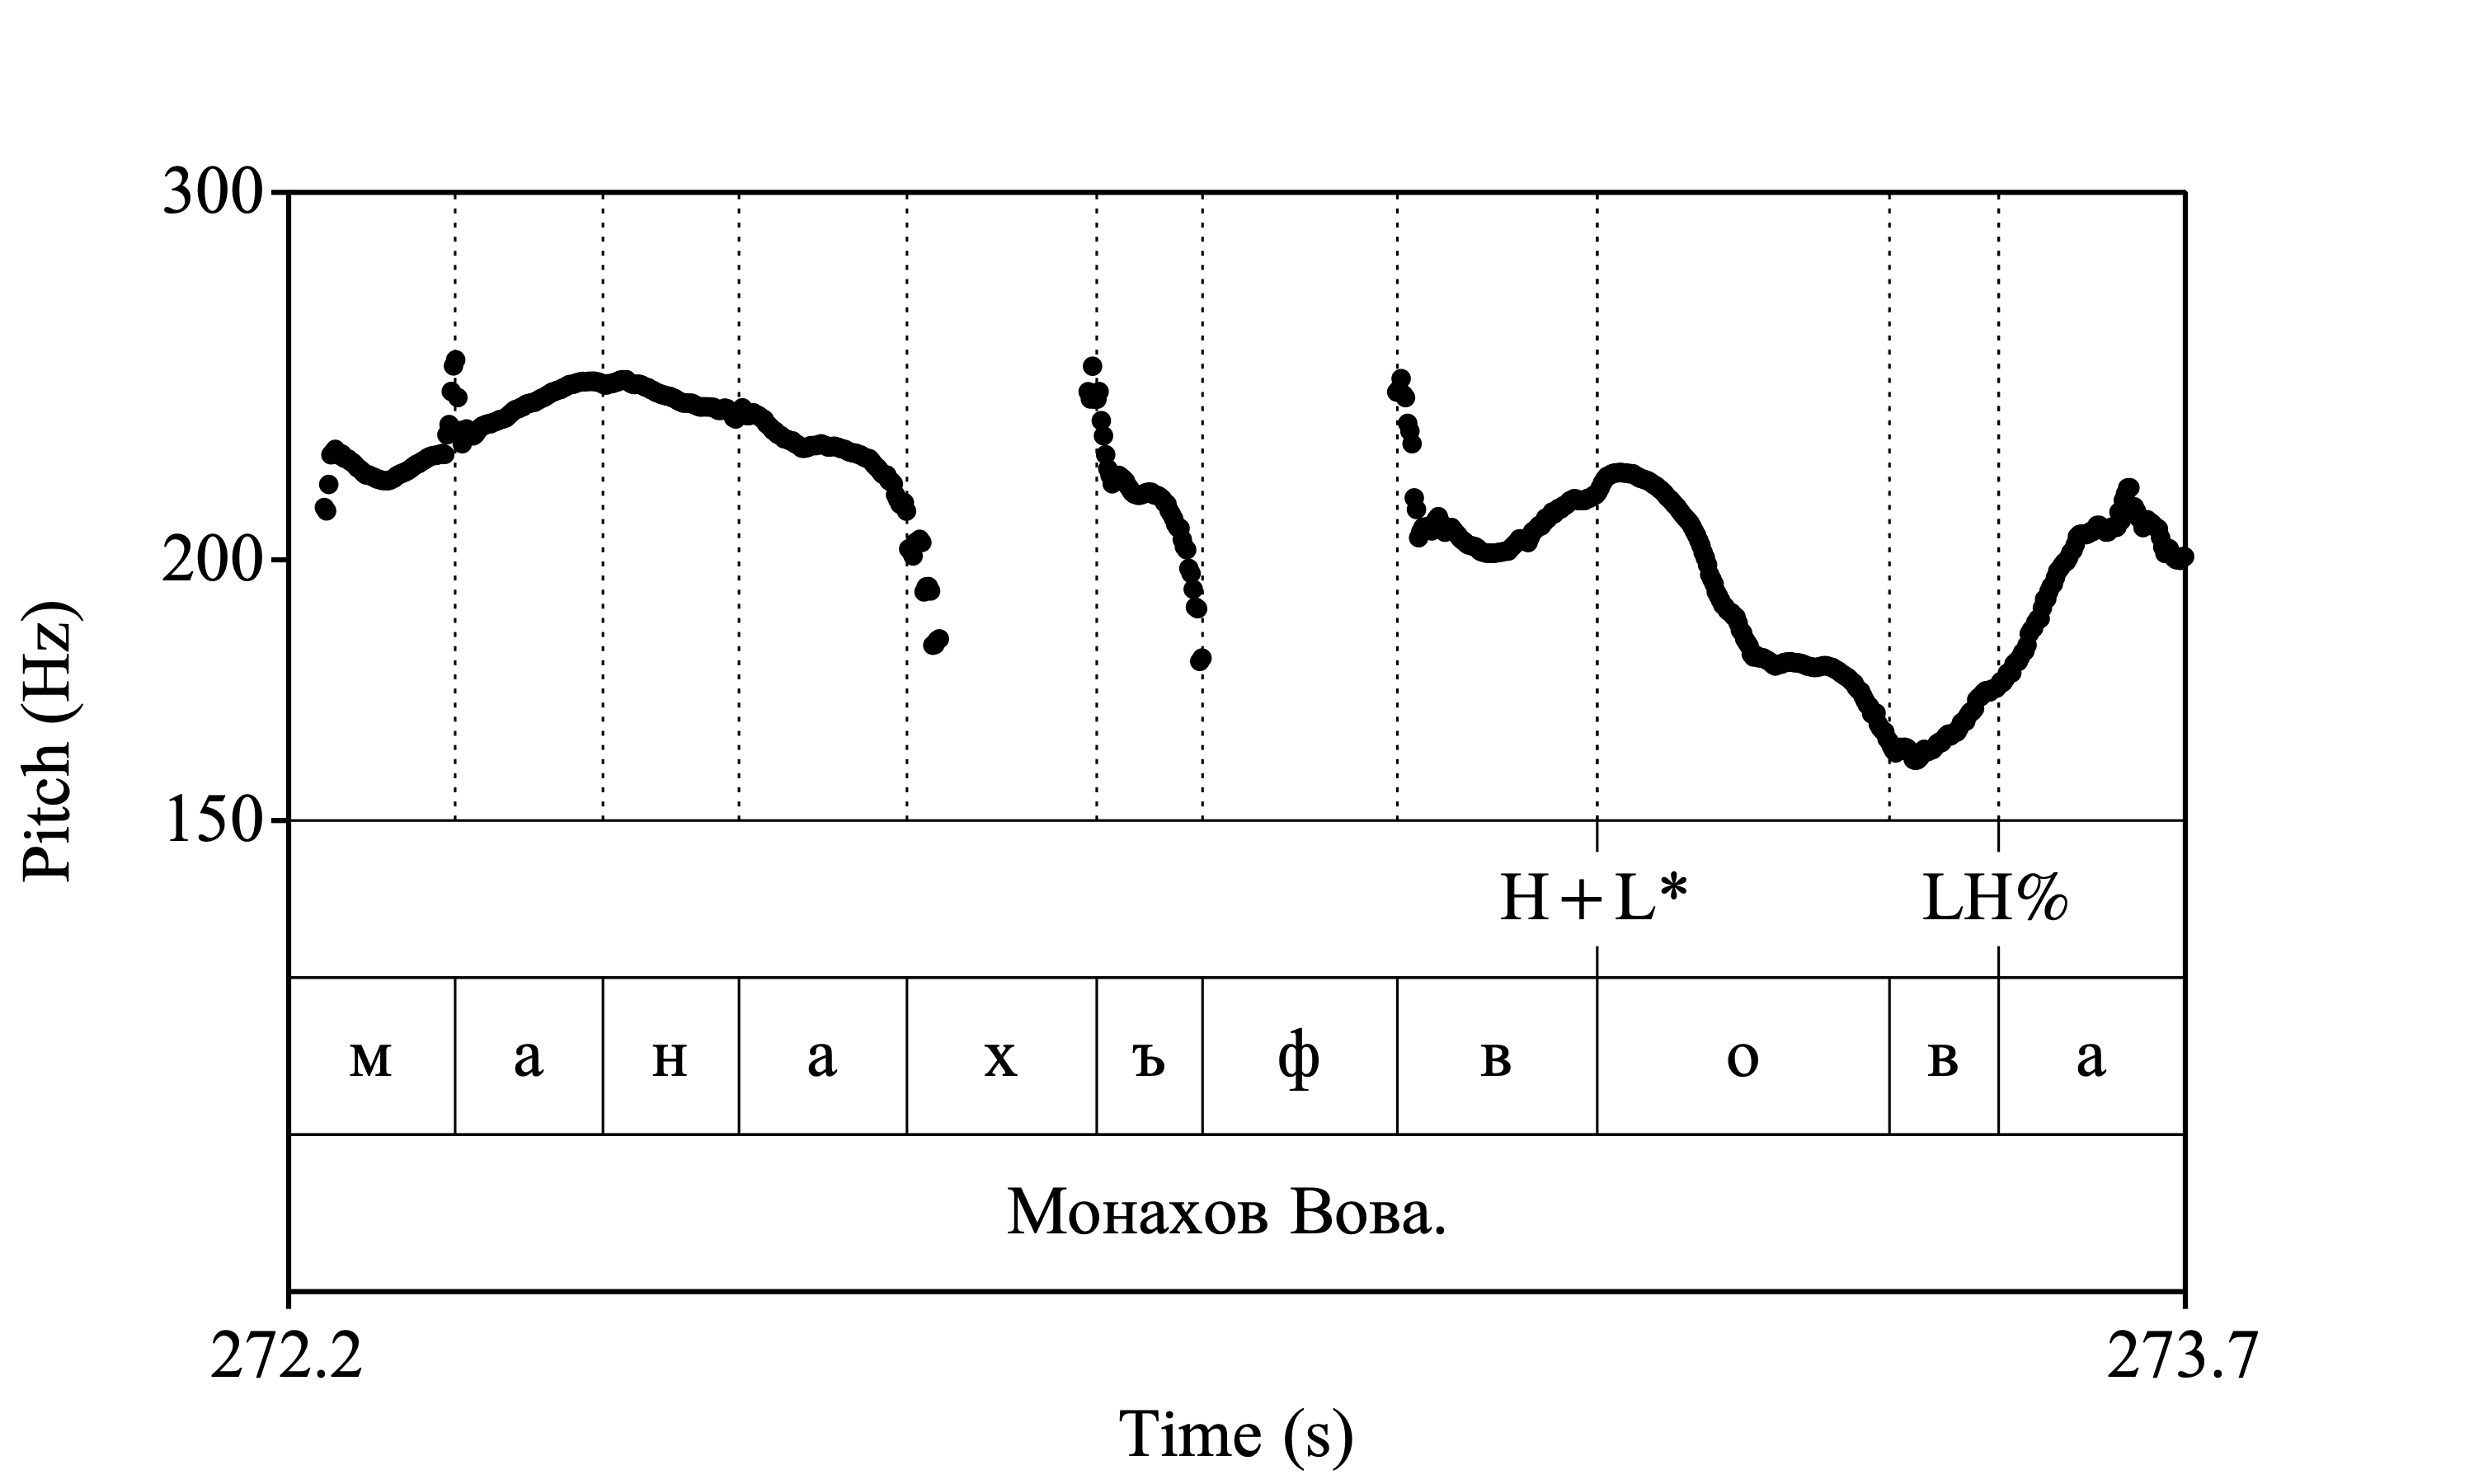 300
200
150
Pitch (Hz)
H+L* LH%
м а н а х ъ ф в о в а
Монахов Вова.
272.2 273.7
Time (s)